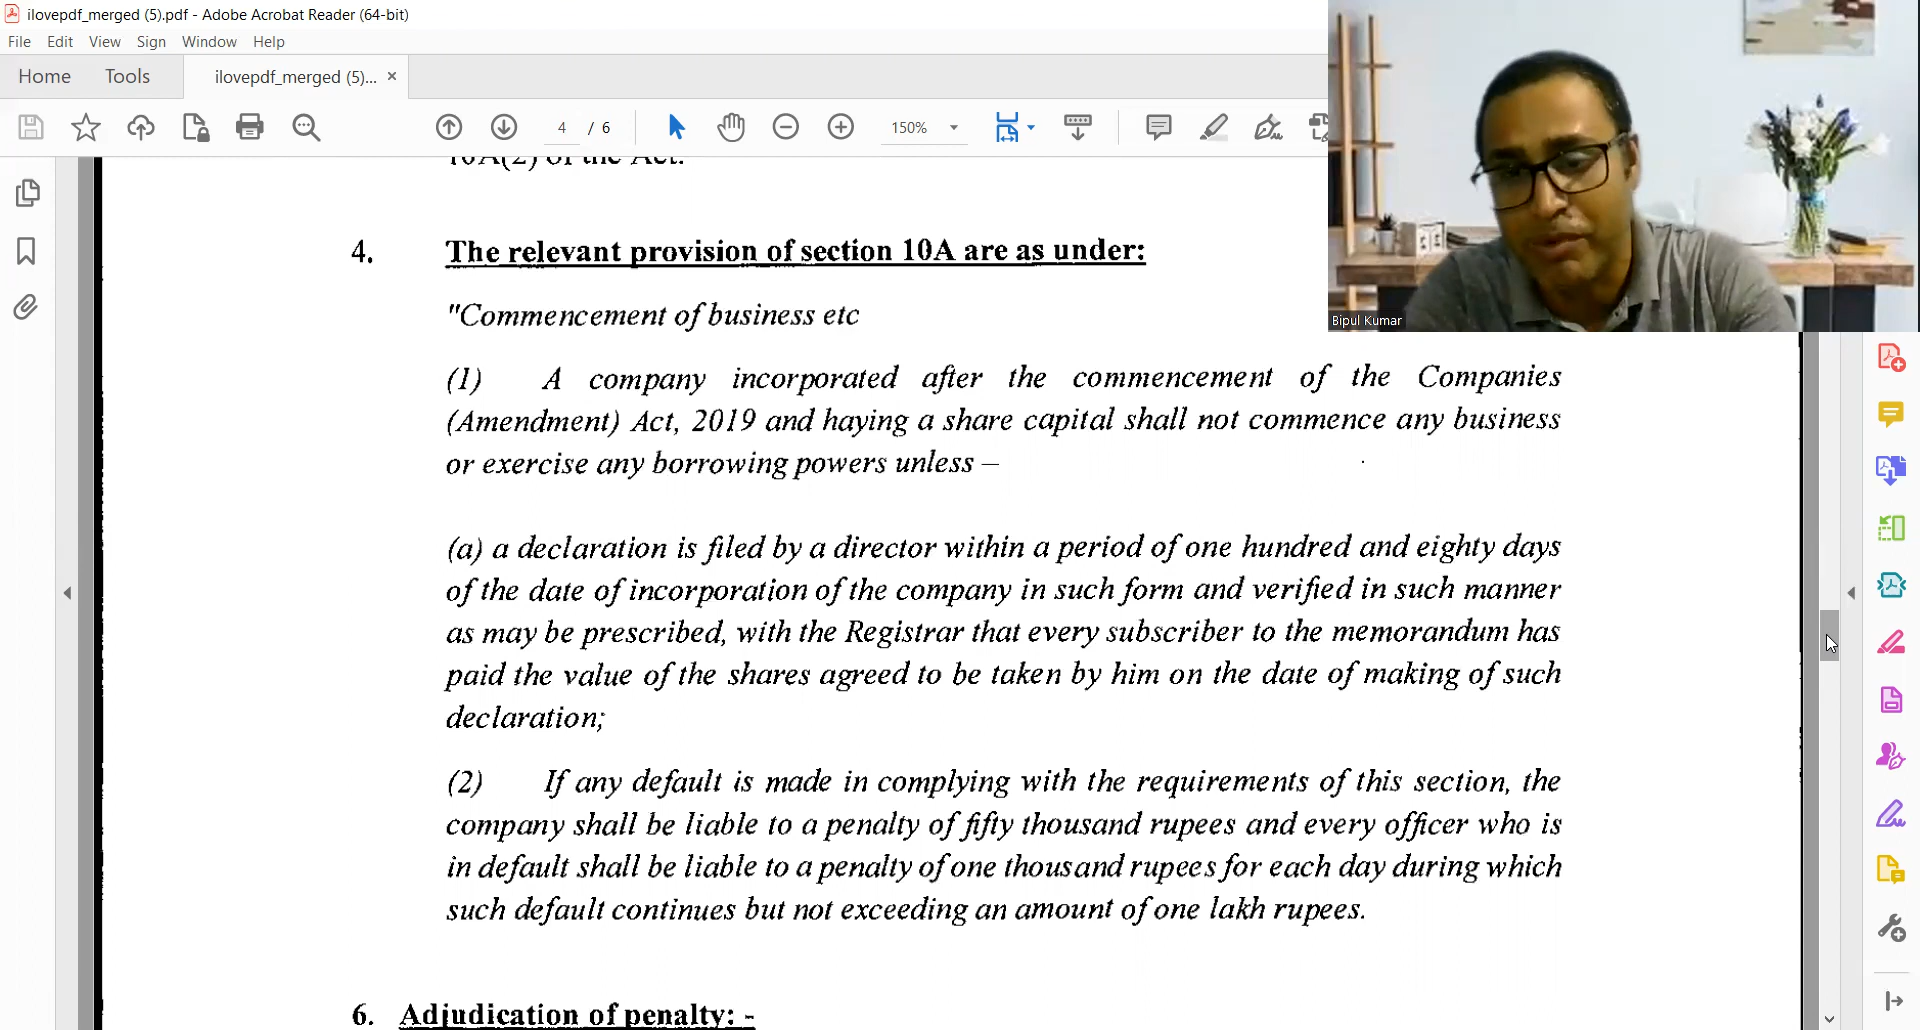 ilovepdf_merged (5).pdf - Adobe Acrobat Reader (64-bit)
File Edit View Sign Window Help
Home Tools ilovepdf_merged (5)... ×
4 / 6 150%
10A(2) of the Act.
4. The relevant provision of section 10A are as under:
"Commencement of business etc
(1) A company incorporated after the commencement of the Companies
(Amendment) Act, 2019 and haying a share capital shall not commence any business
or exercise any borrowing powers unless –
(a) a declaration is filed by a director within a period of one hundred and eighty days
of the date of incorporation of the company in such form and verified in such manner
as may be prescribed, with the Registrar that every subscriber to the memorandum has
paid the value of the shares agreed to be taken by him on the date of making of such
declaration;
(2) If any default is made in complying with the requirements of this section, the
company shall be liable to a penalty of fifty thousand rupees and every officer who is
in default shall be liable to a penalty of one thousand rupees for each day during which
such default continues but not exceeding an amount of one lakh rupees.
6. Adjudication of penalty: -
Bipul Kumar